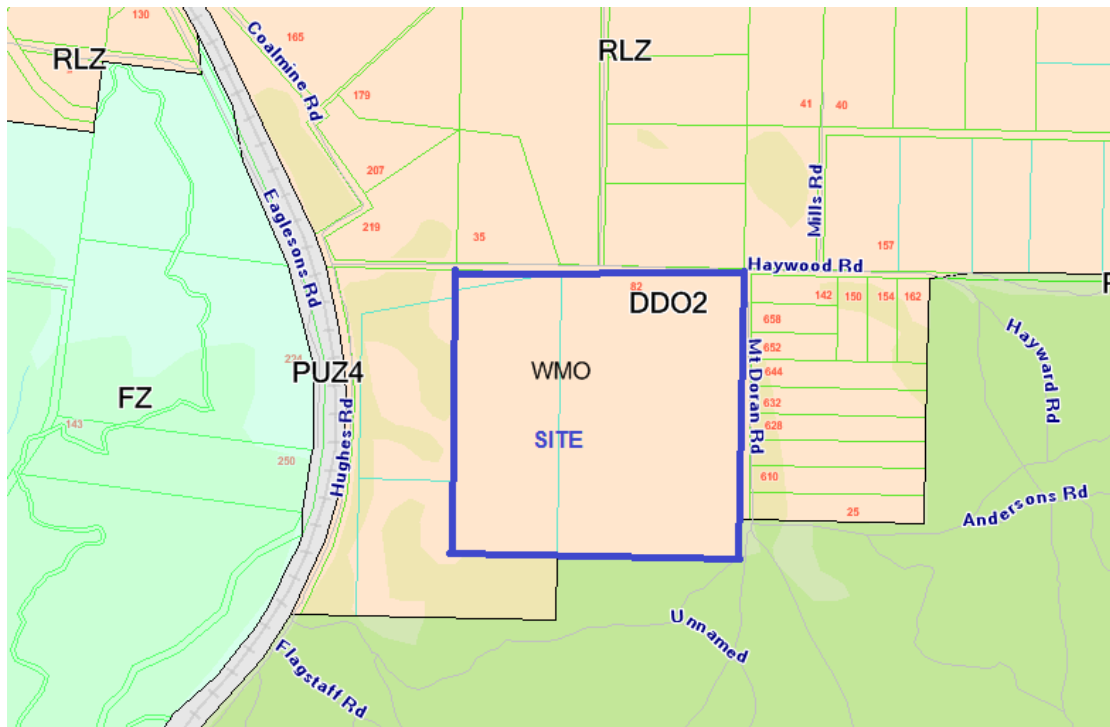 130
165
RLZ
Coalmine Rd
RLZ
179
41
40
207
Mills Rd
Eaglesons Rd
219
35
157
Haywood Rd
82
DDO2
142
150
154
162
658
Hayward Rd
652
224
PUZ4
WMO
Mt Doran Rd
644
FZ
632
143
Hughes Rd
SITE
628
250
610
Andersons Rd
25
Unnamed
Flagstaff Rd